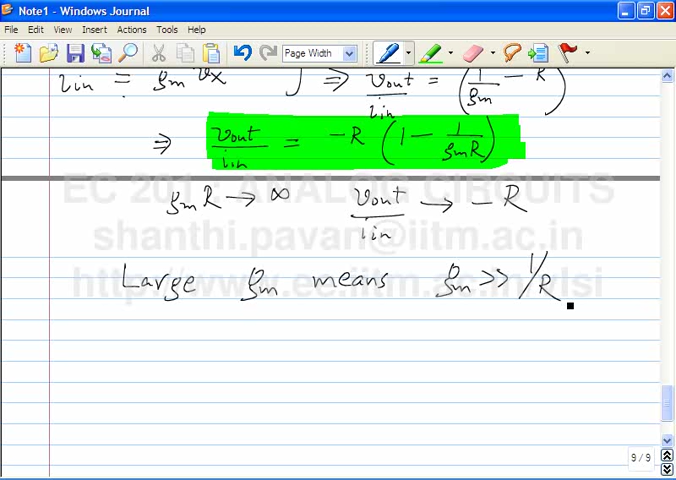 Note1 - Windows Journal
File Edit View Insert Actions Tools Help
Page Width
iin = gm vx } ⇒ vout/iin = (1/gm - R)
⇒ vout/iin = -R (1 - 1/gmR)
EC 201: ANALOG CIRCUITS
gmR → ∞ vout/iin → - R
shanthi.pavan@iitm.ac.in
Large gm means gm >> 1/R
9 / 9